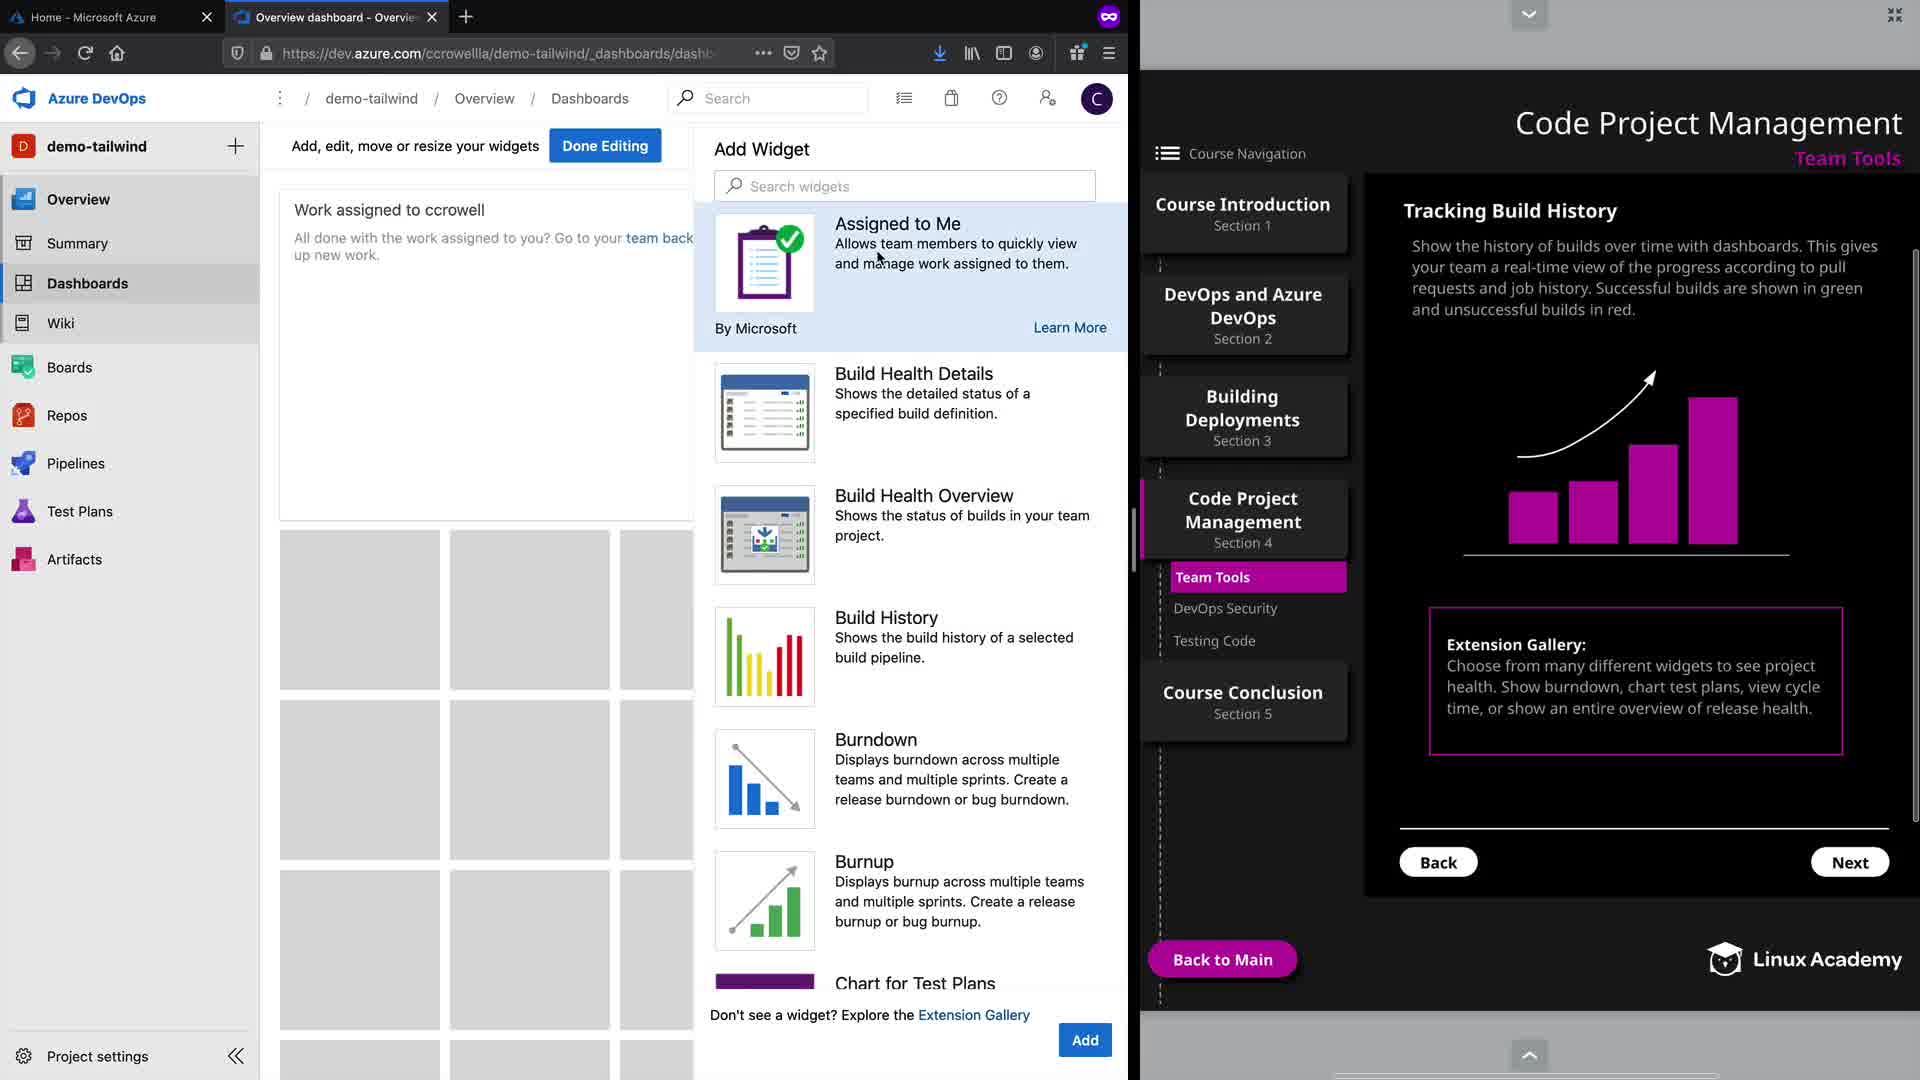 Home - Microsoft Azure
Overview dashboard - Overvie
https://dev.azure.com/ccrowellla/demo-tailwind/_dashboards/dashb
Azure DevOps
/ demo-tailwind / Overview / Dashboards
Search
C
D demo-tailwind
Overview
Summary
Dashboards
Wiki
Boards
Repos
Pipelines
Test Plans
Artifacts
Project settings
Add, edit, move or resize your widgets
Done Editing
Work assigned to ccrowell
All done with the work assigned to you? Go to your team back
up new work.
Add Widget
Search widgets
Assigned to Me
Allows team members to quickly view
and manage work assigned to them.
By Microsoft
Learn More
Build Health Details
Shows the detailed status of a
specified build definition.
Build Health Overview
Shows the status of builds in your team
project.
Build History
Shows the build history of a selected
build pipeline.
Burndown
Displays burndown across multiple
teams and multiple sprints. Create a
release burndown or bug burndown.
Burnup
Displays burnup across multiple teams
and multiple sprints. Create a release
burnup or bug burnup.
Chart for Test Plans
Don't see a widget? Explore the Extension Gallery
Add
Code Project Management
Team Tools
Course Navigation
Course Introduction
Section 1
DevOps and Azure
DevOps
Section 2
Building
Deployments
Section 3
Code Project
Management
Section 4
Team Tools
DevOps Security
Testing Code
Course Conclusion
Section 5
Back to Main
Tracking Build History
Show the history of builds over time with dashboards. This gives
your team a real-time view of the progress according to pull
requests and job history. Successful builds are shown in green
and unsuccessful builds in red.
Extension Gallery:
Choose from many different widgets to see project
health. Show burndown, chart test plans, view cycle
time, or show an entire overview of release health.
Back
Next
Linux Academy